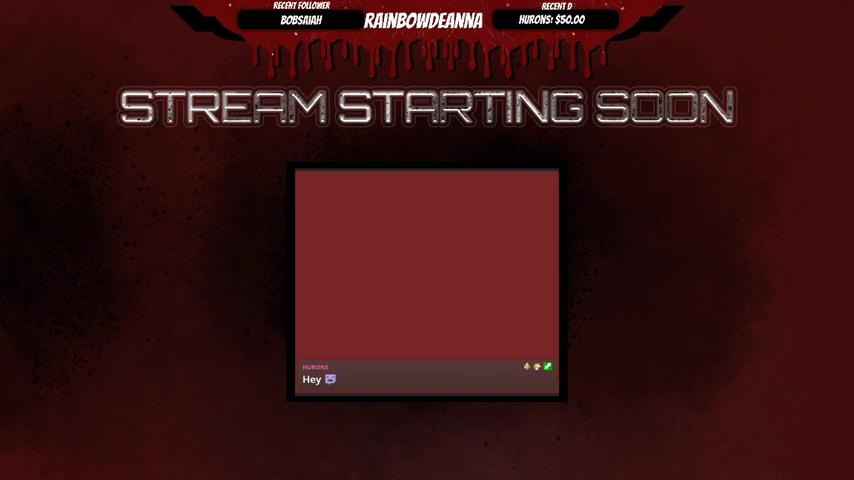 RECENT FOLLOWER
BOBSAIAH
RAINBOWDEANNA
RECENT D
HURONS: $50.00
STREAM STARTING SOON
HURONS
Hey